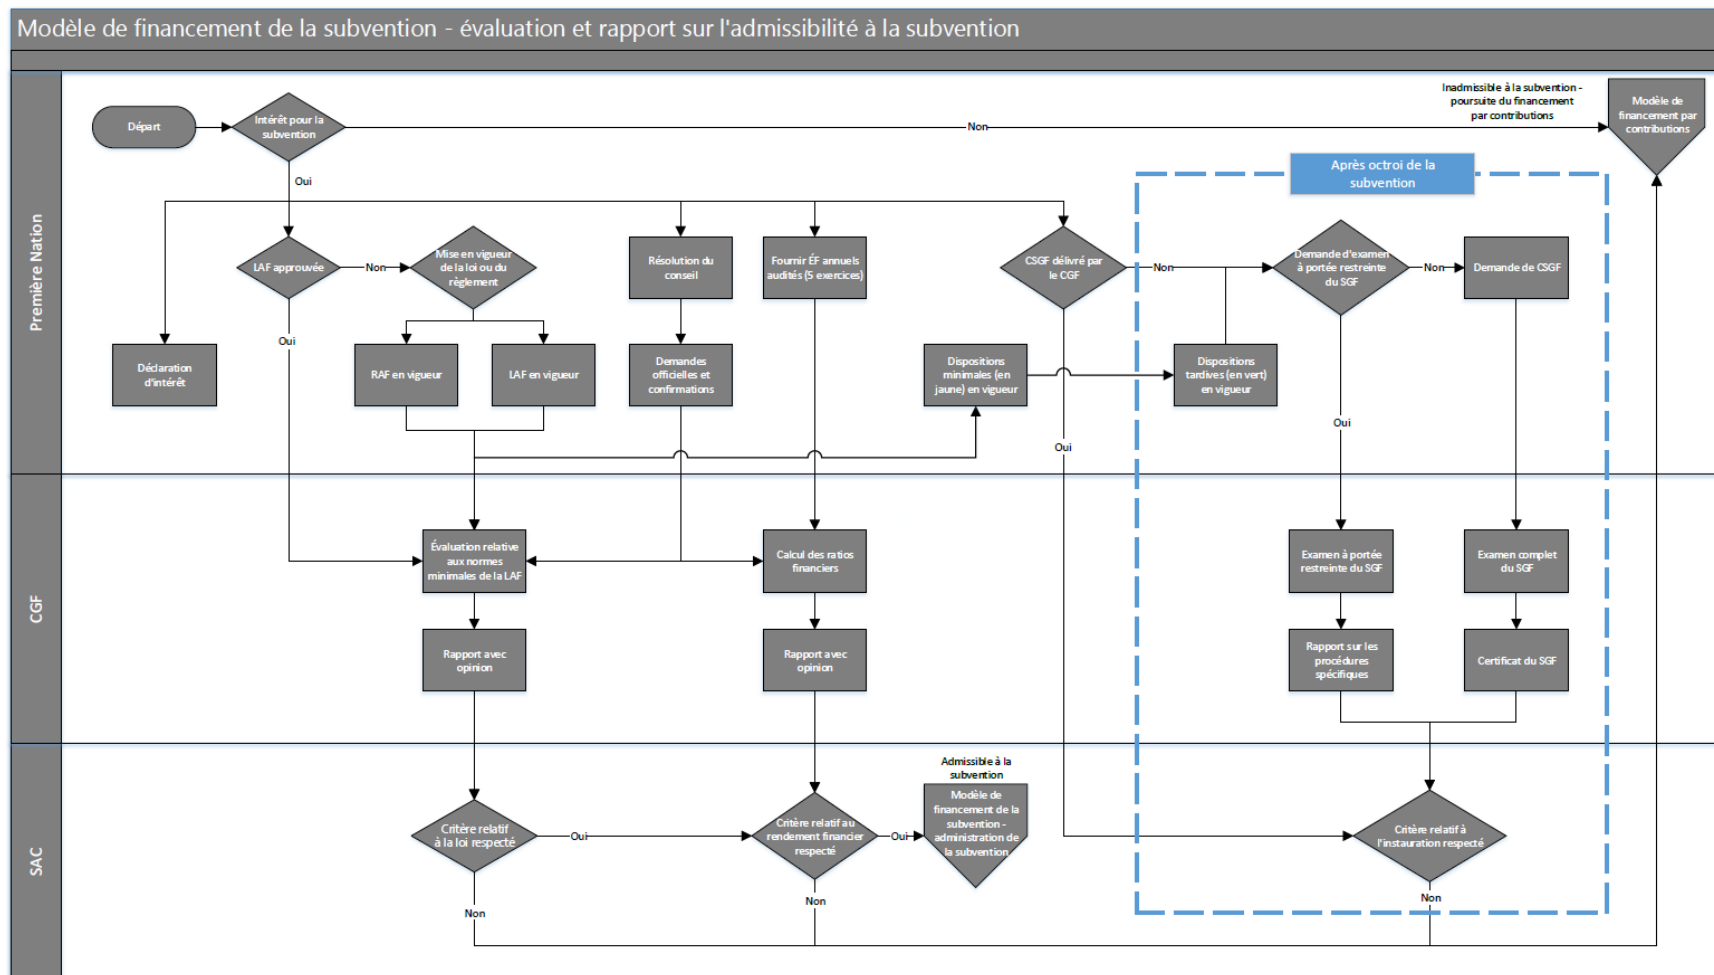 Modèle de financement de la subvention - évaluation et rapport sur l'admissibilité à la subvention
Première Nation
Départ
Intérêt pour la
subvention
Non
Inadmissible à la subvention -
poursuite du financement
par contributions
Modèle de
financement par
contributions
Oui
Après octroi de la
subvention
LAF approuvée
Non
Mise en vigueur
de la loi ou du
règlement
Résolution du
conseil
Fournir ÉF annuels
audités (5 exercices)
CSGF délivré par
le CGF
Non
Demande d'examen
à portée restreinte
du SGF
Non
Demande de CSGF
Oui
Déclaration
d'intérêt
RAF en vigueur
LAF en vigueur
Demandes
officielles et
confirmations
Dispositions
minimales (en
jaune) en vigueur
Dispositions
tardives (en vert)
en vigueur
Oui
Oui
CGF
Évaluation relative
aux normes
minimales de la LAF
Calcul des ratios
financiers
Examen à portée
restreinte du SGF
Examen complet
du SGF
Rapport avec
opinion
Rapport avec
opinion
Rapport sur les
procédures
spécifiques
Certificat du SGF
SAC
Critère relatif
à la loi respecté
Oui
Critère relatif au
rendement financier
respecté
Oui
Admissible à la
subvention
Modèle de
financement de la
subvention -
administration de
la subvention
Critère relatif à
l'instauration respecté
Non
Non
Non